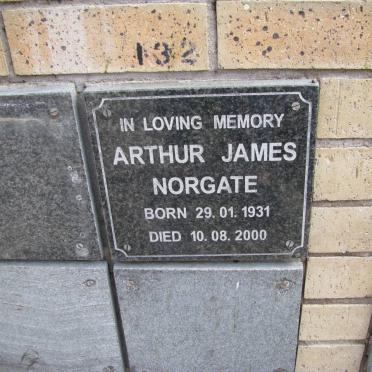 132
IN LOVING MEMORY
ARTHUR JAMES
NORGATE
BORN 29.01.1931
DIED 10.08.2000